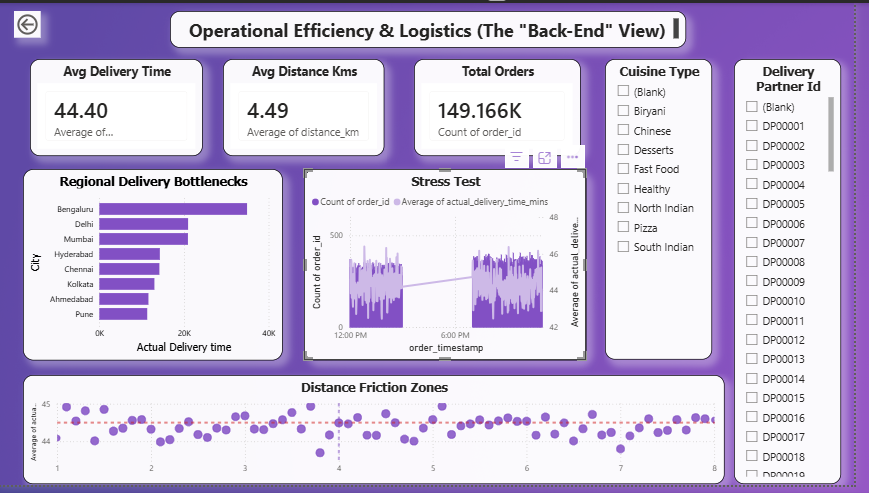 Operational Efficiency & Logistics (The "Back-End" View)
Avg Delivery Time
44.40
Average of...
Avg Distance Kms
4.49
Average of distance_km
Total Orders
149.166K
Count of order_id
Cuisine Type
(Blank)
Biryani
Chinese
Desserts
Fast Food
Healthy
North Indian
Pizza
South Indian
Delivery
Partner Id
(Blank)
DP00001
DP00002
DP00003
DP00004
DP00005
DP00006
DP00007
DP00008
DP00009
DP00010
DP00011
DP00012
DP00013
DP00014
DP00015
DP00016
DP00017
DP00018
DP00019
Regional Delivery Bottlenecks
City
Bengaluru
Delhi
Mumbai
Hyderabad
Chennai
Kolkata
Ahmedabad
Pune
0K 20K 40K
Actual Delivery time
Stress Test
Count of order_id Average of actual_delivery_time_mins
Count of order_id
500
0
48
46
44
42
Average of actual_delive...
12:00 PM 6:00 PM
order_timestamp
Distance Friction Zones
Average of actua...
45
44
1 2 3 4 5 6 7 8